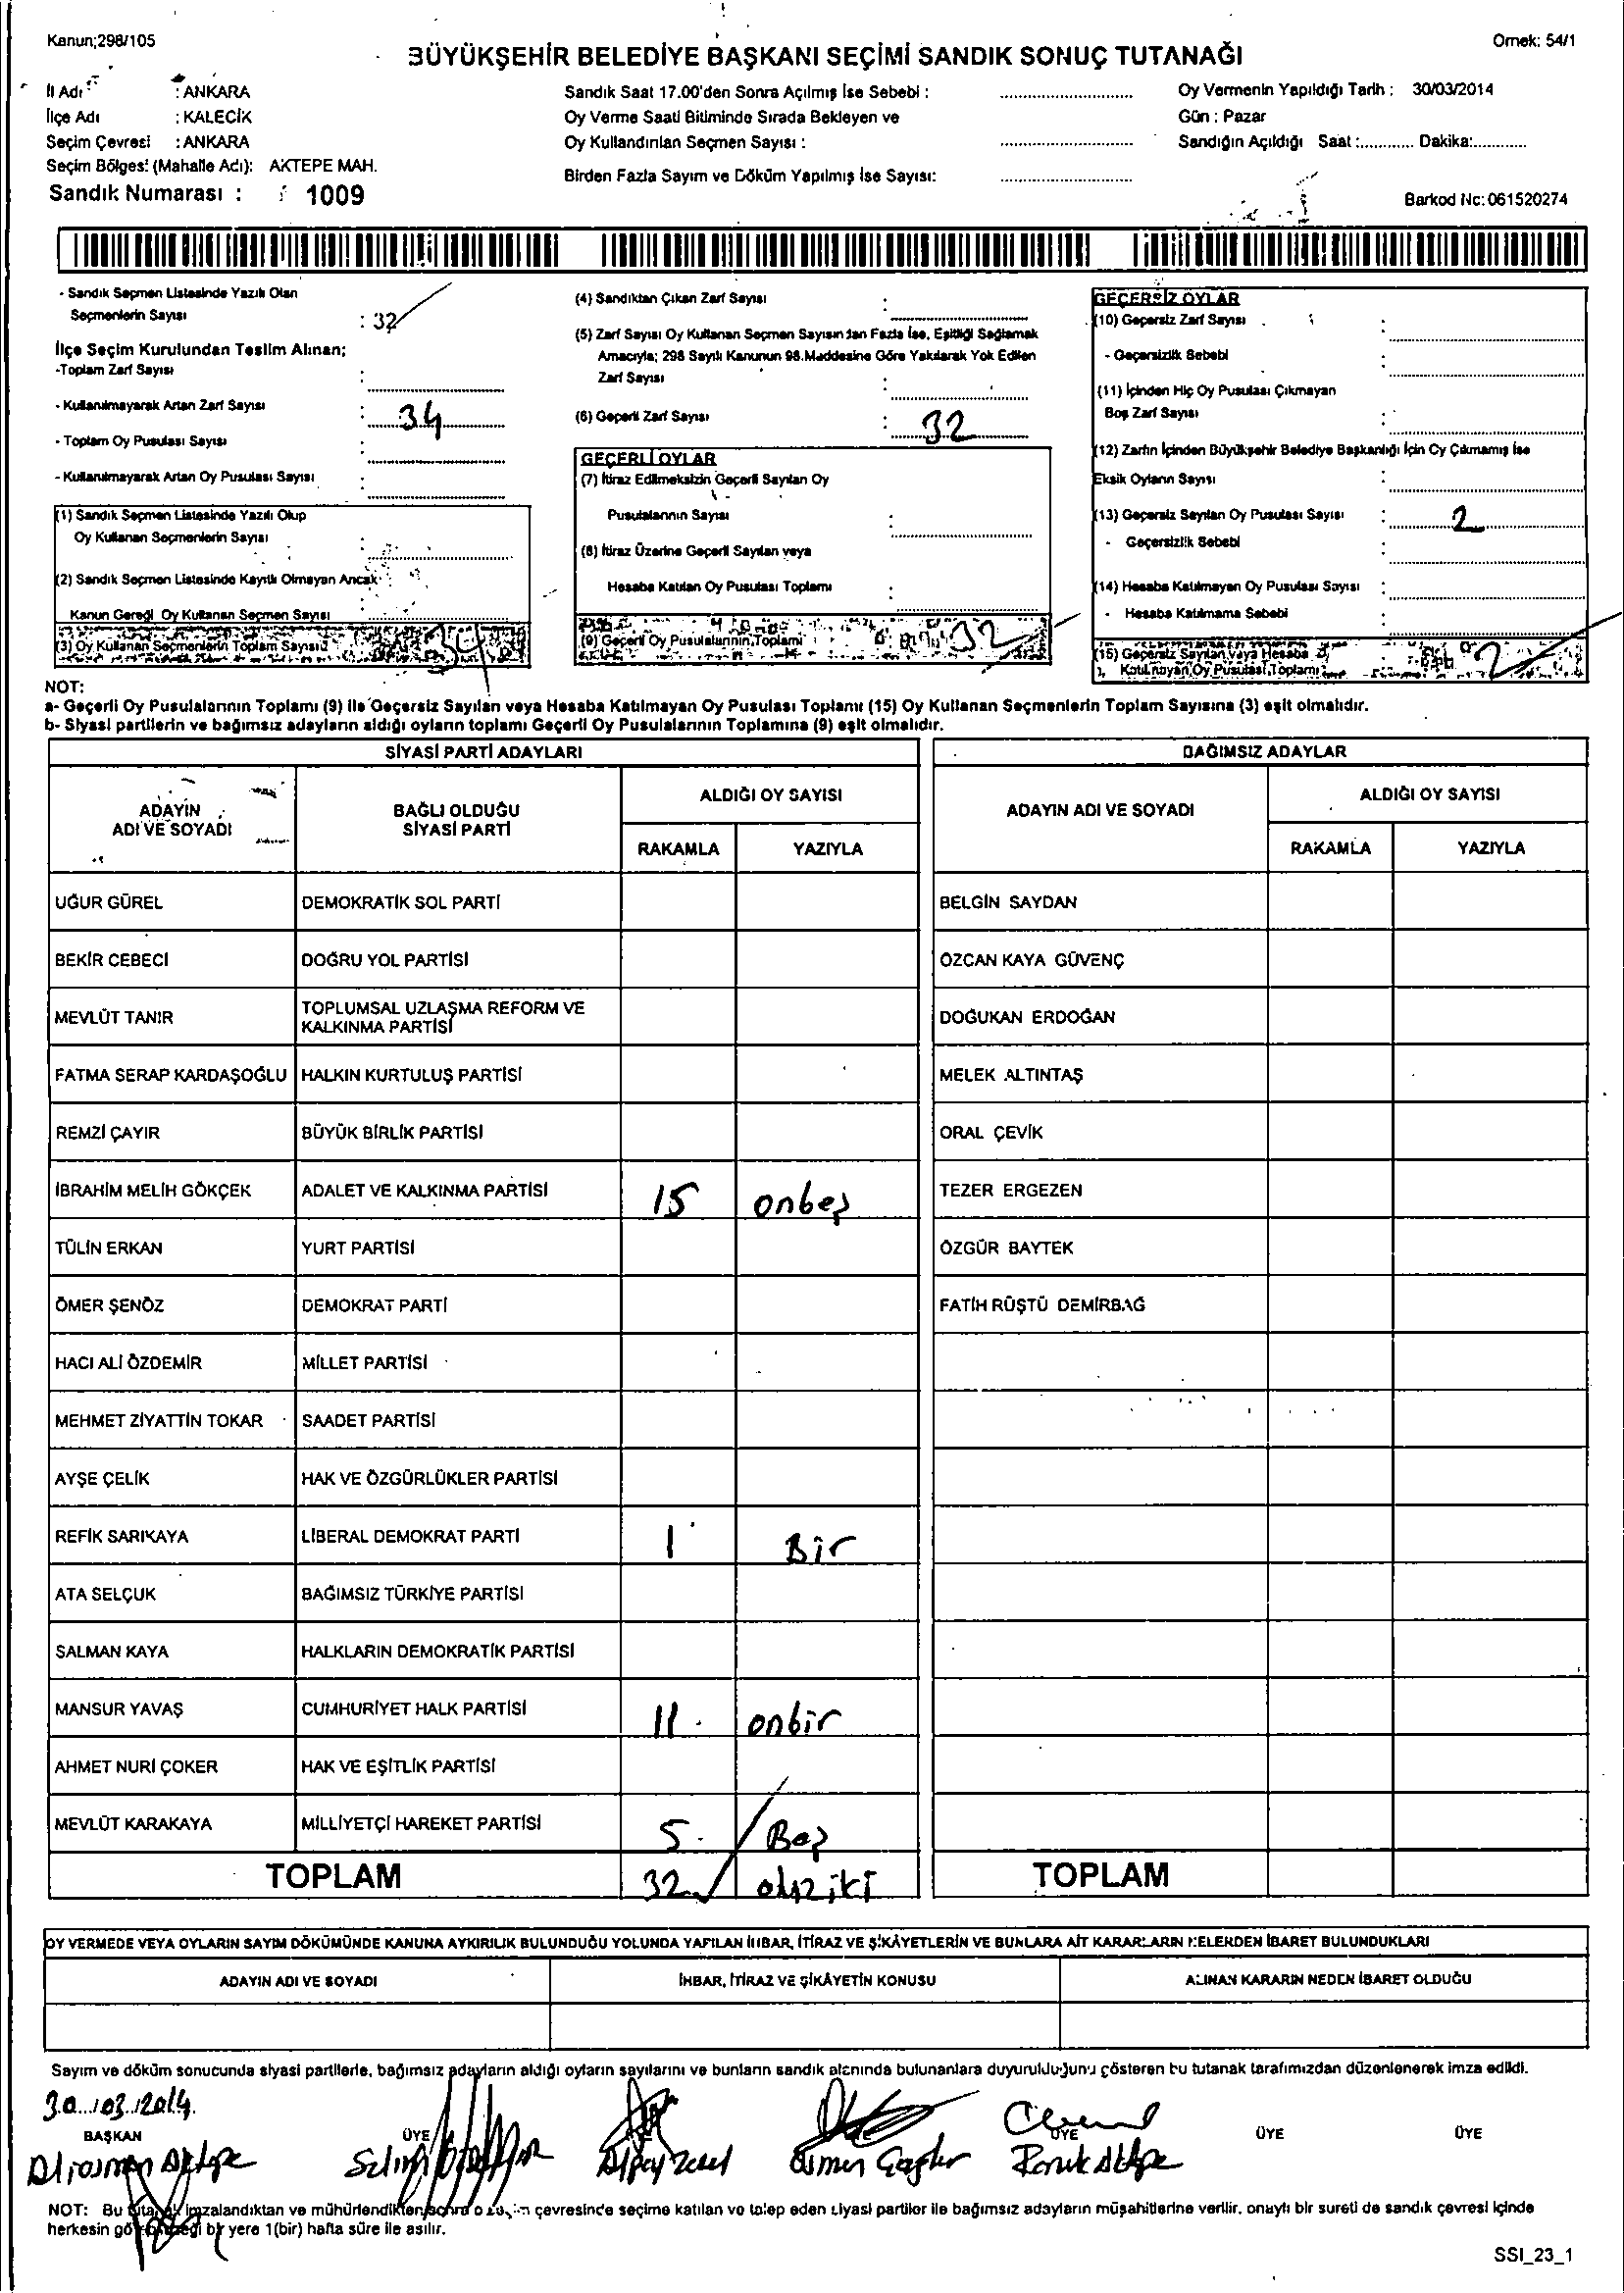 Kanun;298/105
BÜYÜKŞEHİR BELEDİYE BAŞKANI SEÇİMİ SANDIK SONUÇ TUTANAĞI
Örnek: 54/1
İl Adı : ANKARA
İlçe Adı : KALECİK
Seçim Çevresi : ANKARA
Seçim Bölgesi (Mahalle Adı): AKTEPE MAH.
Sandık Numarası : 1009
Sandık Saat 17.00'den Sonra Açılmış İse Sebebi :
Oy Verme Saati Bitiminde Sırada Bekleyen ve
Oy Kullandırılan Seçmen Sayısı :
Birden Fazla Sayım ve Döküm Yapılmış İse Sayısı:
Oy Vermenin Yapıldığı Tarih : 30/03/2014
Gün : Pazar
Sandığın Açıldığı Saat :............ Dakika:............
Barkod No: 061520274
- Sandık Seçmen Listesinde Yazılı Olan
Seçmenlerin Sayısı : 32
İlçe Seçim Kurulundan Teslim Alınan;
-Toplam Zarf Sayısı :
- Kullanılmayarak Artan Zarf Sayısı : 34
- Toplam Oy Pusulası Sayısı :
- Kullanılmayarak Artan Oy Pusulası Sayısı :
(1) Sandık Seçmen Listesinde Yazılı Olup
Oy Kullanan Seçmenlerin Sayısı :
(2) Sandık Seçmen Listesinde Kayıtlı Olmayan Ancak
Kanun Gereği Oy Kullanan Seçmen Sayısı
(3) Oy Kullanan Seçmenlerin Toplam Sayısı 34
(4) Sandıktan Çıkan Zarf Sayısı :
(5) Zarf Sayısı Oy Kullanan Seçmen Sayısından Fazla İse, Eşitliği Sağlamak
Amacıyla; 298 Sayılı Kanunun 98.Maddesine Göre Yakılarak Yok Edilen
Zarf Sayısı :
(6) Geçerli Zarf Sayısı : 32
GEÇERLİ OYLAR
(7) İtiraz Edilmeksizin Geçerli Sayılan Oy
Pusulalarının Sayısı :
(8) İtiraz Üzerine Geçerli Sayılan veya
Hesaba Katılan Oy Pusulası Toplamı :
(9) Geçerli Oy Pusulalarının Toplamı : 32
GEÇERSİZ OYLAR
(10) Geçersiz Zarf Sayısı :
- Geçersizlik Sebebi :
(11) İçinden Hiç Oy Pusulası Çıkmayan
Boş Zarf Sayısı :
(12) Zarfın İçinden Büyükşehir Belediye Başkanlığı İçin Oy Çıkmamış İse
Eksik Oyların Sayısı :
(13) Geçersiz Sayılan Oy Pusulası Sayısı : 2
- Geçersizlik Sebebi :
(14) Hesaba Katılmayan Oy Pusulası Sayısı :
- Hesaba Katılmama Sebebi :
(15) Geçersiz Sayılan veya Hesaba
Katılmayan Oy Pusulası Toplamı 2
NOT:
a- Geçerli Oy Pusulalarının Toplamı (9) ile Geçersiz Sayılan veya Hesaba Katılmayan Oy Pusulası Toplamı (15) Oy Kullanan Seçmenlerin Toplam Sayısına (3) eşit olmalıdır.
b- Siyasi partilerin ve bağımsız adayların aldığı oyların toplamı Geçerli Oy Pusulalarının Toplamına (9) eşit olmalıdır.
SİYASİ PARTİ ADAYLARI
ADAYIN ADI VE SOYADI BAĞLI OLDUĞU SİYASİ PARTİ ALDIĞI OY SAYISI
RAKAMLA YAZIYLA
UĞUR GÜREL DEMOKRATİK SOL PARTİ
BEKİR CEBECİ DOĞRU YOL PARTİSİ
MEVLÜT TANIR TOPLUMSAL UZLAŞMA REFORM VE KALKINMA PARTİSİ
FATMA SERAP KARDAŞOĞLU HALKIN KURTULUŞ PARTİSİ
REMZİ ÇAYIR BÜYÜK BİRLİK PARTİSİ
İBRAHİM MELİH GÖKÇEK ADALET VE KALKINMA PARTİSİ 15 onbeş
TÜLİN ERKAN YURT PARTİSİ
ÖMER ŞENÖZ DEMOKRAT PARTİ
HACI ALİ ÖZDEMİR MİLLET PARTİSİ
MEHMET ZİYATTİN TOKAR SAADET PARTİSİ
AYŞE ÇELİK HAK VE ÖZGÜRLÜKLER PARTİSİ
REFİK SARIKAYA LİBERAL DEMOKRAT PARTİ 1 Bir
ATA SELÇUK BAĞIMSIZ TÜRKİYE PARTİSİ
SALMAN KAYA HALKLARIN DEMOKRATİK PARTİSİ
MANSUR YAVAŞ CUMHURİYET HALK PARTİSİ 11 onbir
AHMET NURİ ÇOKER HAK VE EŞİTLİK PARTİSİ
MEVLÜT KARAKAYA MİLLİYETÇİ HAREKET PARTİSİ 5 Beş
TOPLAM 32 otuziki
BAĞIMSIZ ADAYLAR
ADAYIN ADI VE SOYADI ALDIĞI OY SAYISI
RAKAMLA YAZIYLA
BELGİN SAYDAN
ÖZCAN KAYA GÜVENÇ
DOĞUKAN ERDOĞAN
MELEK ALTINTAŞ
ORAL ÇEVİK
TEZER ERGEZEN
ÖZGÜR BAYTEK
FATİH RÜŞTÜ DEMİRBAĞ
TOPLAM
OY VERMEDE VEYA OYLARIN SAYIM DÖKÜMÜNDE KANUNA AYKIRILIK BULUNDUĞU YOLUNDA YAPILAN İHBAR, İTİRAZ VE ŞİKÂYETLERİN VE BUNLARA AİT KARARLARIN NELERDEN İBARET BULUNDUKLARI
ADAYIN ADI VE SOYADI İHBAR, İTİRAZ VE ŞİKÂYETİN KONUSU ALINAN KARARIN NEDEN İBARET OLDUĞU
Sayım ve döküm sonucunda siyasi partilerle, bağımsız adayların aldığı oyların sayılarını ve bunların sandık alanında bulunanlara duyurulduğunu gösteren bu tutanak tarafımızdan düzenlenerek imza edildi.
30../03./2014.
BAŞKAN ÜYE ÜYE ÜYE ÜYE
NOT: Bu tutanak imzalandıktan ve mühürlendikten sonra o seçim çevresinde seçime katılan ve talep eden siyasi partiler ile bağımsız adayların müşahitlerine verilir. onaylı bir sureti de sandık çevresi içinde
herkesin görebileceği bir yere 1(bir) hafta süre ile asılır.
SSI_23_1